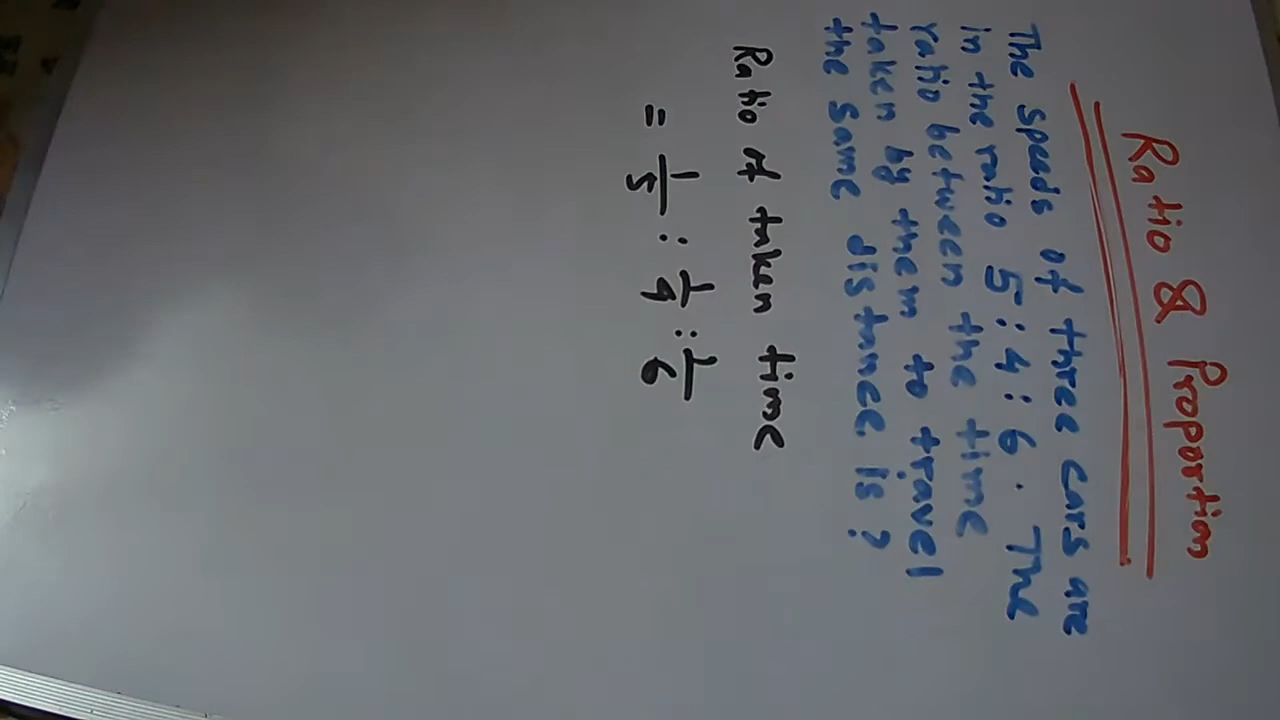 Ratio & Proportion
The speeds of three cars are
in the ratio 5:4:6. The
ratio between the time
taken by them to travel
the same distance is?
Ratio of taken time
= 1/5 : 1/4 : 1/6